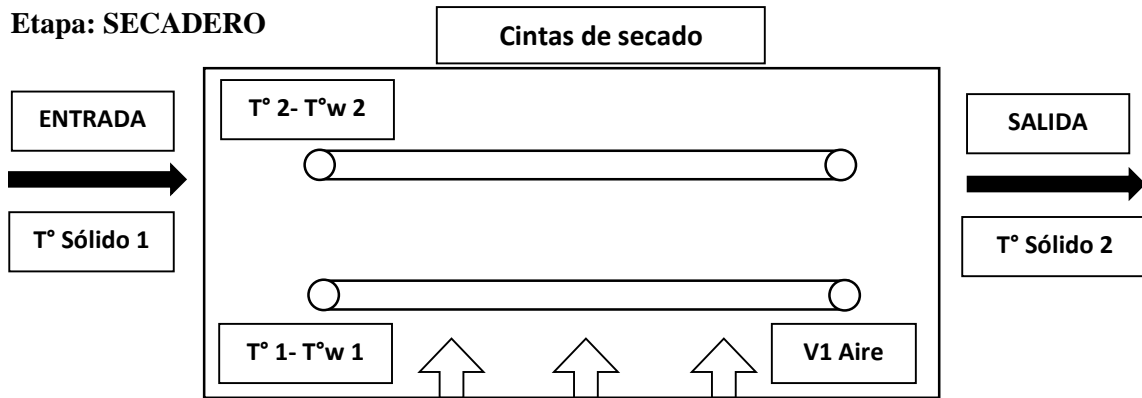 Etapa: SECADERO
Cintas de secado
T° 2- T°w 2
ENTRADA
SALIDA
T° Sólido 1
T° Sólido 2
T° 1- T°w 1
V1 Aire